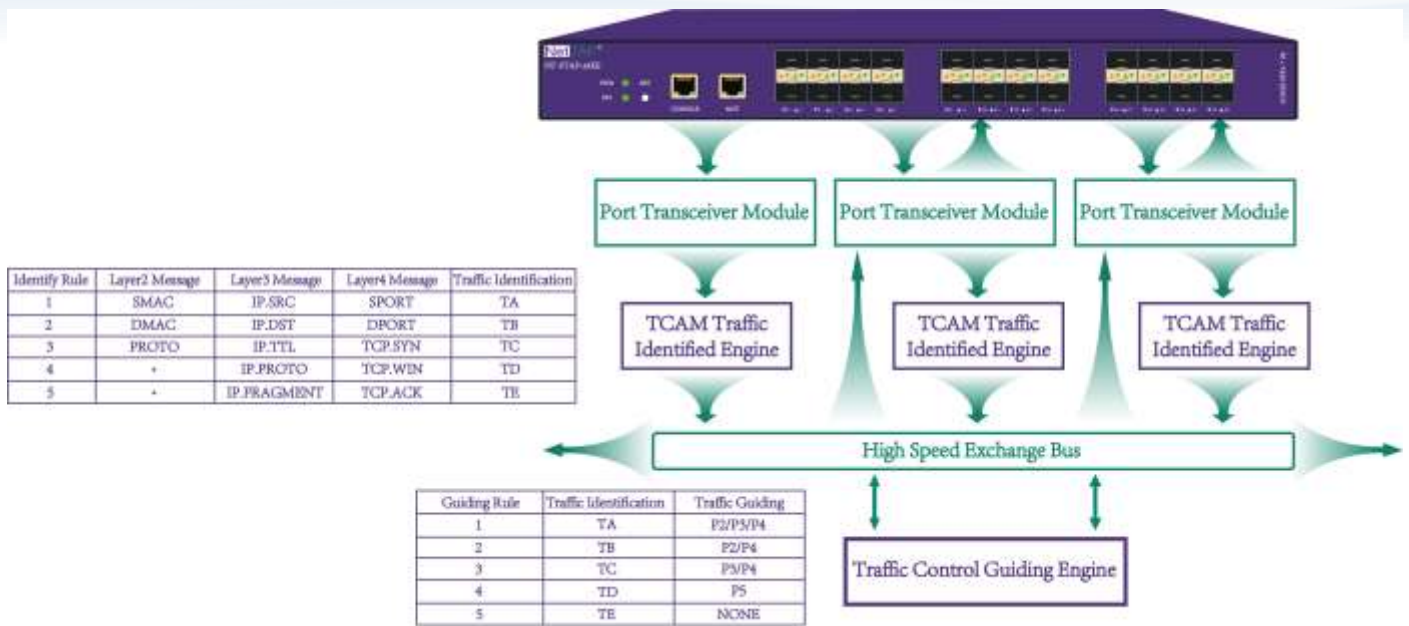 Net
CONSOLE
Port Transceiver Module Port Transceiver Module Port Transceiver Module
Identify Rule Layer2 Message Layer3 Message Layer4 Message Traffic Identification
1 SMAC IP.SRC SPORT TA
2 DMAC IP.DST DPORT TB
3 PROTO IP.TTL TCP.SYN TC
4 IP.PROTO TCP.WIN TD
5 IP.FRAGMENT TCP.ACK TE
TCAM Traffic
Identified Engine
TCAM Traffic
Identified Engine
TCAM Traffic
Identified Engine
High Speed Exchange Bus
Guiding Rule Traffic Identification Traffic Guiding
1 TA P2/P3/P4
2 TB P2/P4
3 TC P3/P4
4 TD P5
5 TE NONE
Traffic Control Guiding Engine